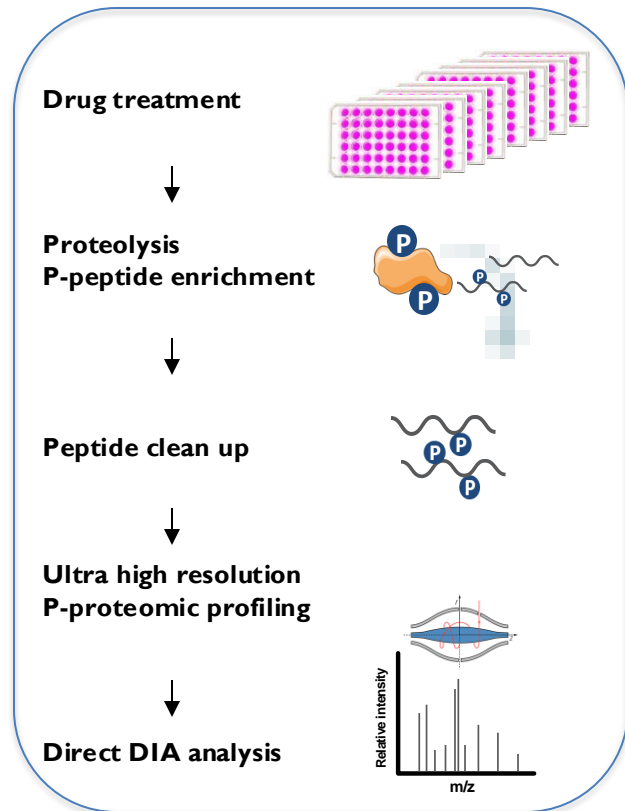 Drug treatment
Proteolysis
P-peptide enrichment
P
P
P
P
Peptide clean up
P
P
P
Ultra high resolution
P-proteomic profiling
r
z
Relative intensity
Direct DIA analysis
m/z